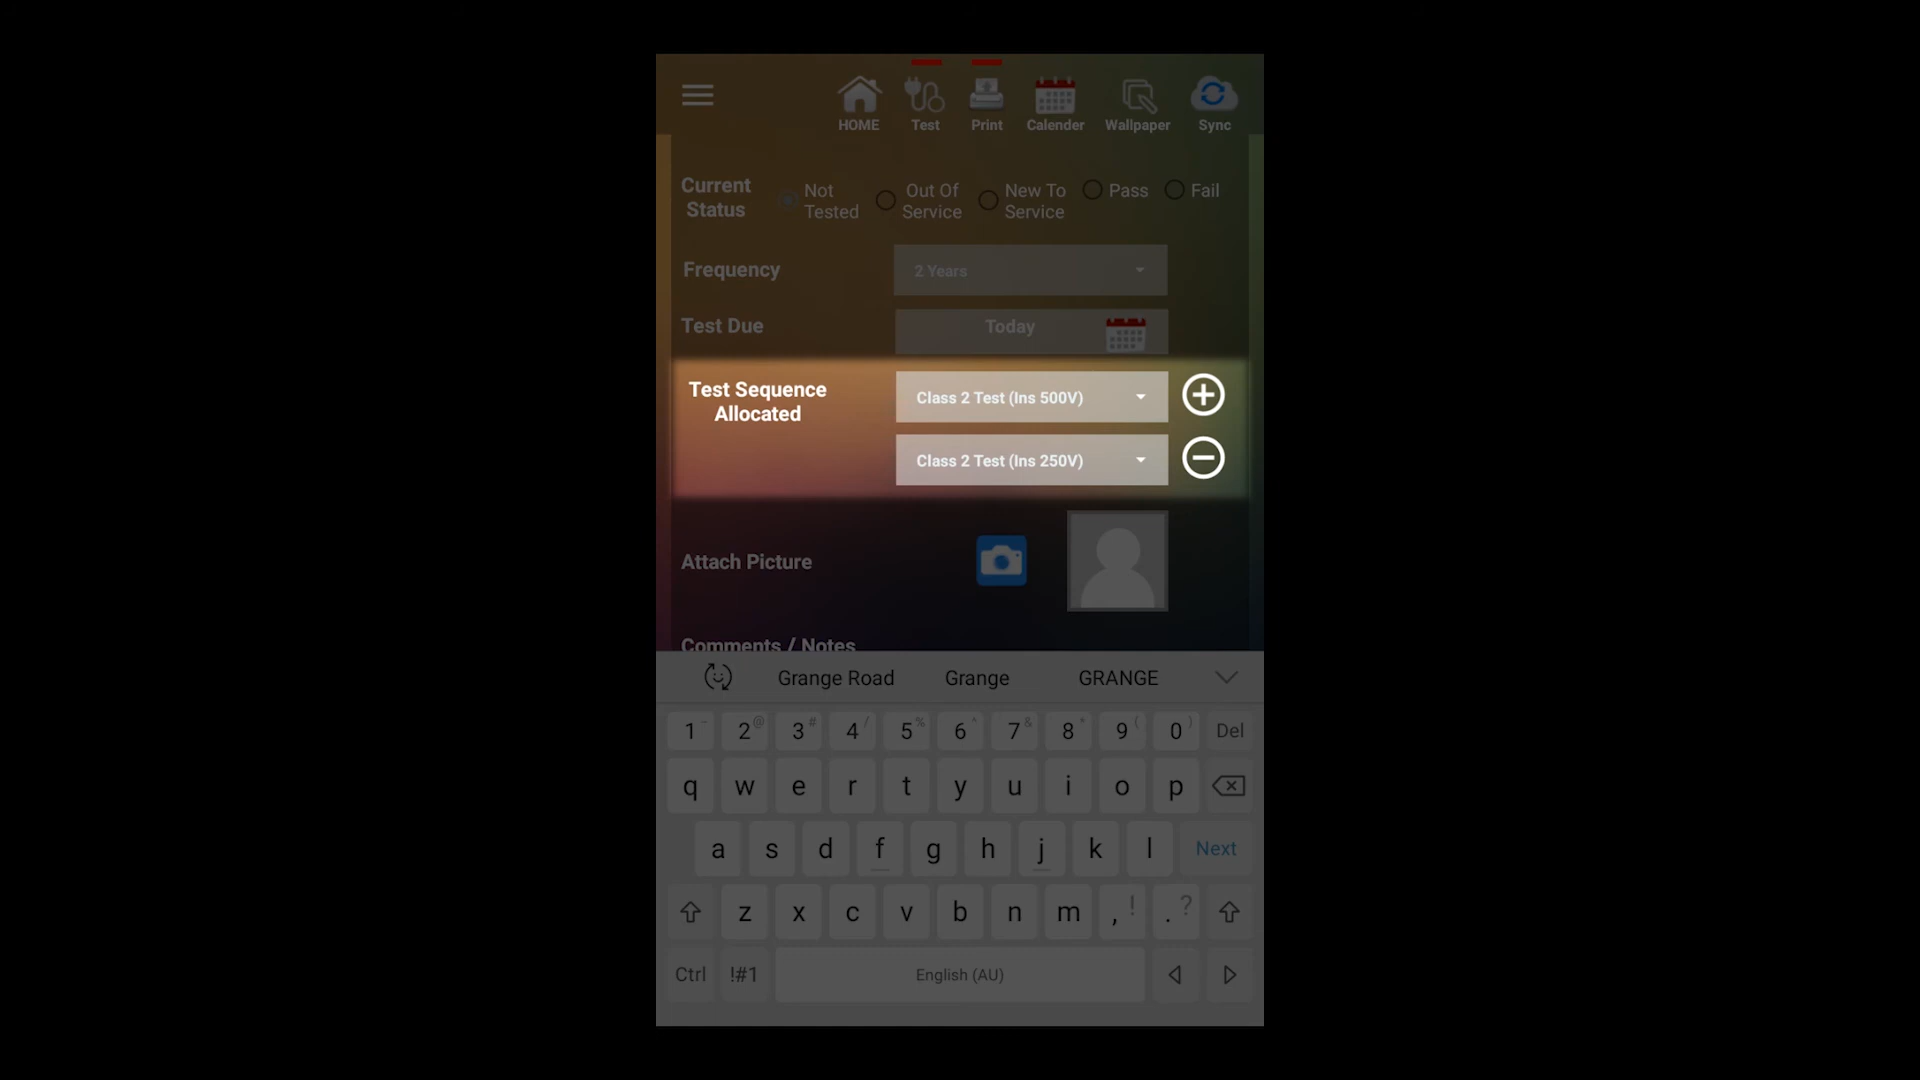 HOME Test Print Calender Wallpaper Sync
Current
Status
Not
Tested
Out Of
Service
New To
Service
Pass
Fail
Frequency 2 Years
Test Due Today
Test Sequence
Allocated
Class 2 Test (Ins 500V)
Class 2 Test (Ins 250V)
Attach Picture
Comments / Notes
Grange Road Grange GRANGE
1 - 2 @ 3 # 4 / 5 % 6 ^ 7 & 8 * 9 ( 0 ) Del
q w e r t y u i o p
a s d f g h j k l Next
z x c v b n m , ! . ?
Ctrl !#1 English (AU)